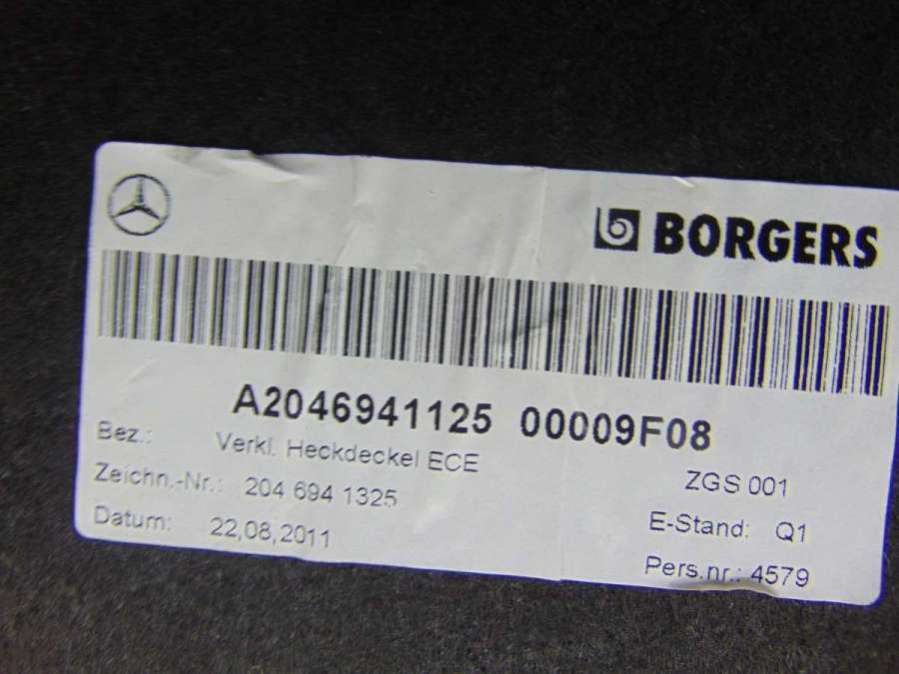 BORGERS
A2046941125 00009F08
Bez.: Verkl. Heckdeckel ECE
ZGS 001
Zeichn.-Nr.: 204 694 1325
E-Stand: Q1
Datum: 22,08,2011
Pers.nr.: 4579